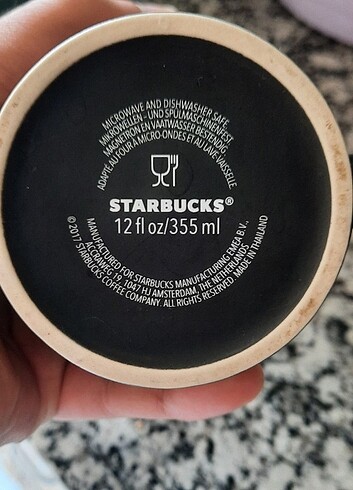 MICROWAVE AND DISHWASHER SAFE
MIKROWELLEN - UND SPÜLMASCHINENFEST
MAGNETRON EN VAATWASSER BESTENDIG
ADAPTÉ AU FOUR À MICRO-ONDES ET AU LAVE VAISSELLE
STARBUCKS®
12 fl oz/355 ml
MANUFACTURED FOR STARBUCKS MANUFACTURING EMEA B.V.,
ACCRAWEG 19, 1047 HJ AMSTERDAM, THE NETHERLANDS
© 2017 STARBUCKS COFFEE COMPANY. ALL RIGHTS RESERVED. MADE IN THAILAND